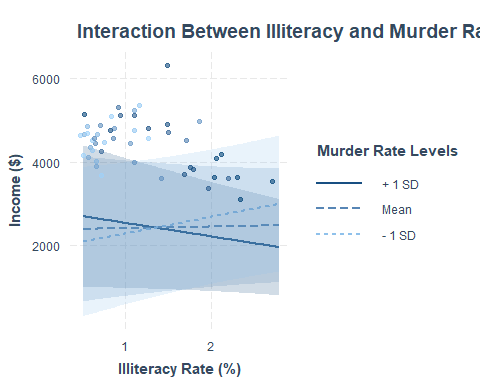 Interaction Between Illiteracy and Murder Ra
6000
4000
2000
Income ($)
1
2
Illiteracy Rate (%)
Murder Rate Levels
+ 1 SD
Mean
- 1 SD